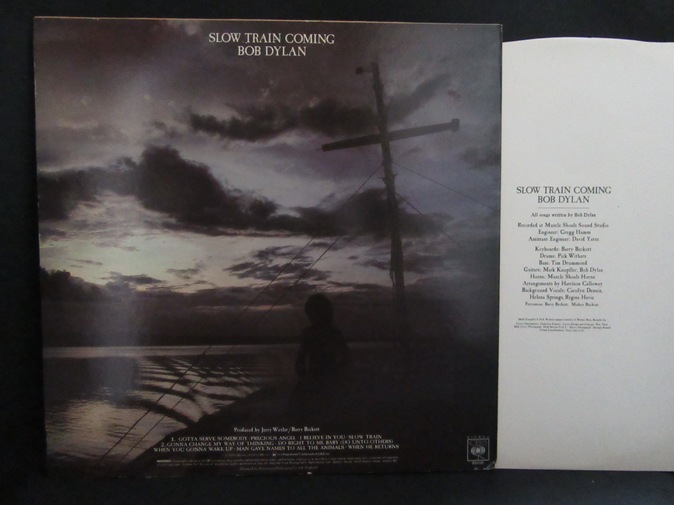 SLOW TRAIN COMING
BOB DYLAN
Produced by Jerry Wexler/Barry Beckett
1. GOTTA SERVE SOMEBODY · PRECIOUS ANGEL · I BELIEVE IN YOU · SLOW TRAIN
2. GONNA CHANGE MY WAY OF THINKING · DO RIGHT TO ME BABY (DO UNTO OTHERS)
WHEN YOU GONNA WAKE UP · MAN GAVE NAMES TO ALL THE ANIMALS · WHEN HE RETURNS
SLOW TRAIN COMING
BOB DYLAN
All songs written by Bob Dylan
Recorded at Muscle Shoals Sound Studio
Engineer: Gregg Hamm
Assistant Engineer: David Yates
Keyboards: Barry Beckett
Drums: Pick Withers
Bass: Tim Drummond
Guitars: Mark Knopfler, Bob Dylan
Horns: Muscle Shoals Horns
Arrangements by Harrison Calloway
Background Vocals: Carolyn Dennis,
Helena Springs, Regina Havis
Percussion: Barry Beckett Mickey Buckins